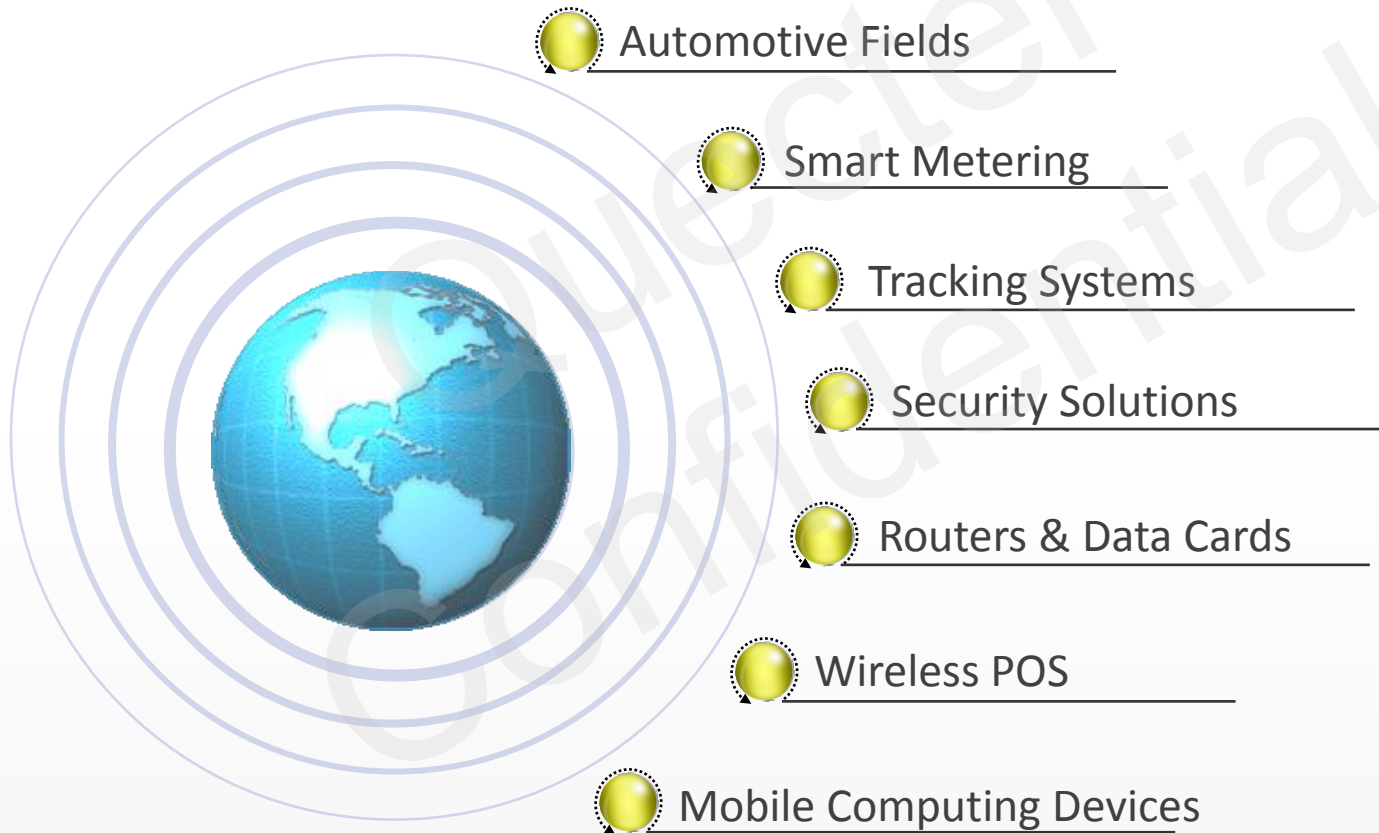 Automotive Fields
Smart Metering
Tracking Systems
Security Solutions
Routers & Data Cards
Wireless POS
Mobile Computing Devices
Quectel
Confidential